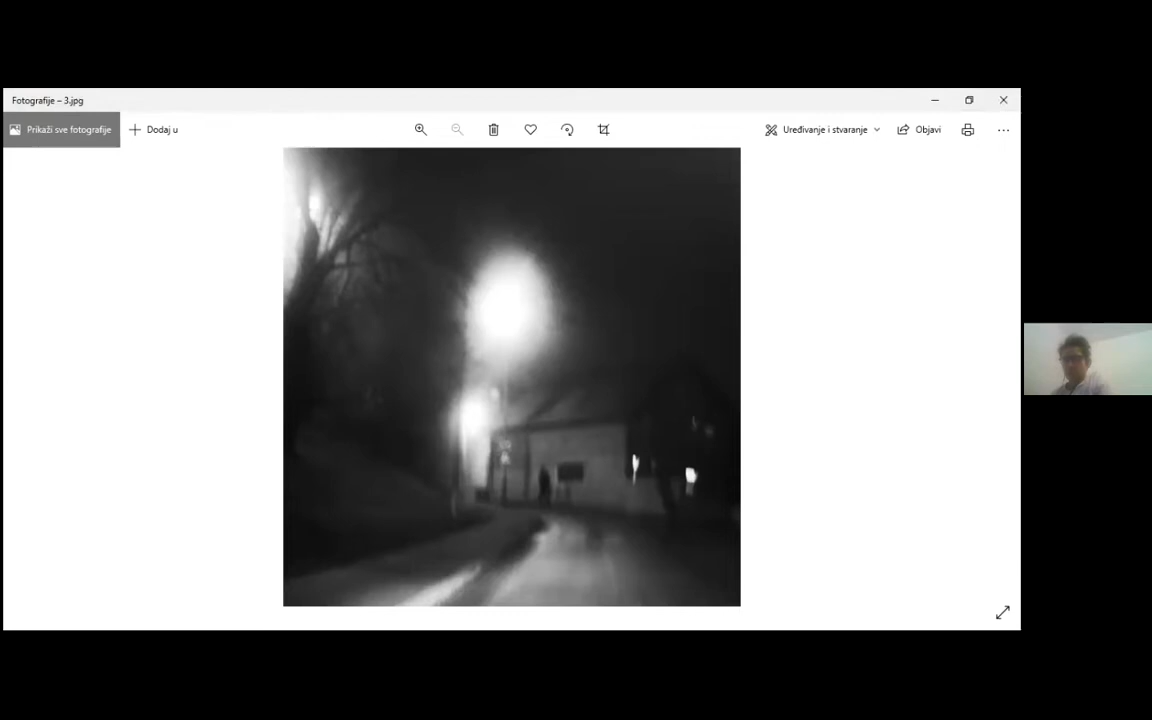 Fotografije – 3.jpg
Prikaži sve fotografije
Dodaj u
Uređivanje i stvaranje
Objavi